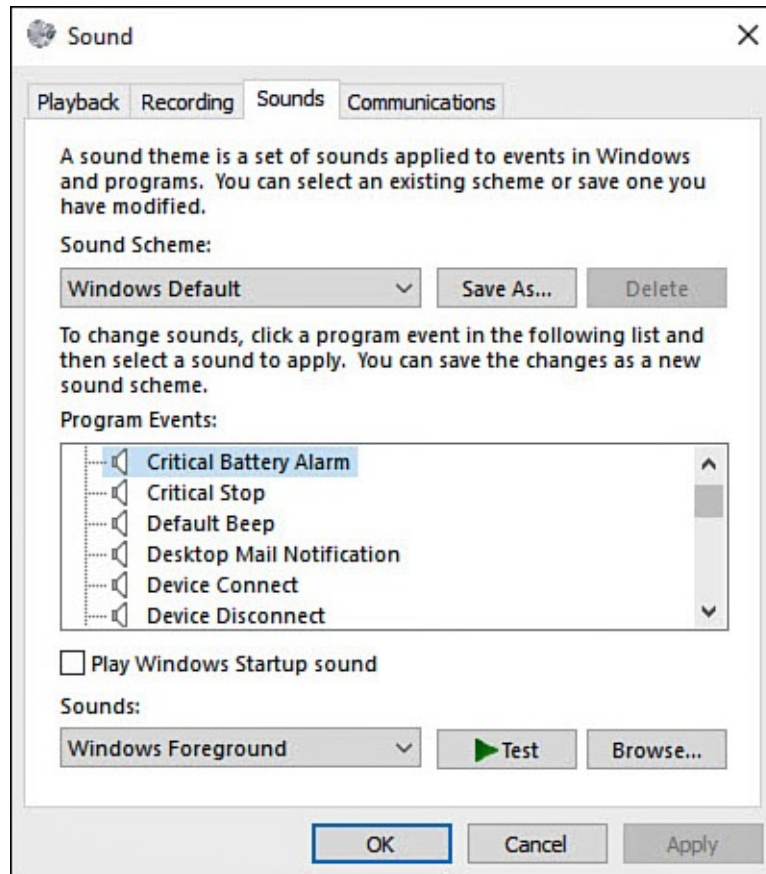 Sound
Playback Recording Sounds Communications
A sound theme is a set of sounds applied to events in Windows
and programs. You can select an existing scheme or save one you
have modified.
Sound Scheme:
Windows Default Save As... Delete
To change sounds, click a program event in the following list and
then select a sound to apply. You can save the changes as a new
sound scheme.
Program Events:
Critical Battery Alarm
Critical Stop
Default Beep
Desktop Mail Notification
Device Connect
Device Disconnect
Play Windows Startup sound
Sounds:
Windows Foreground Test Browse...
OK Cancel Apply